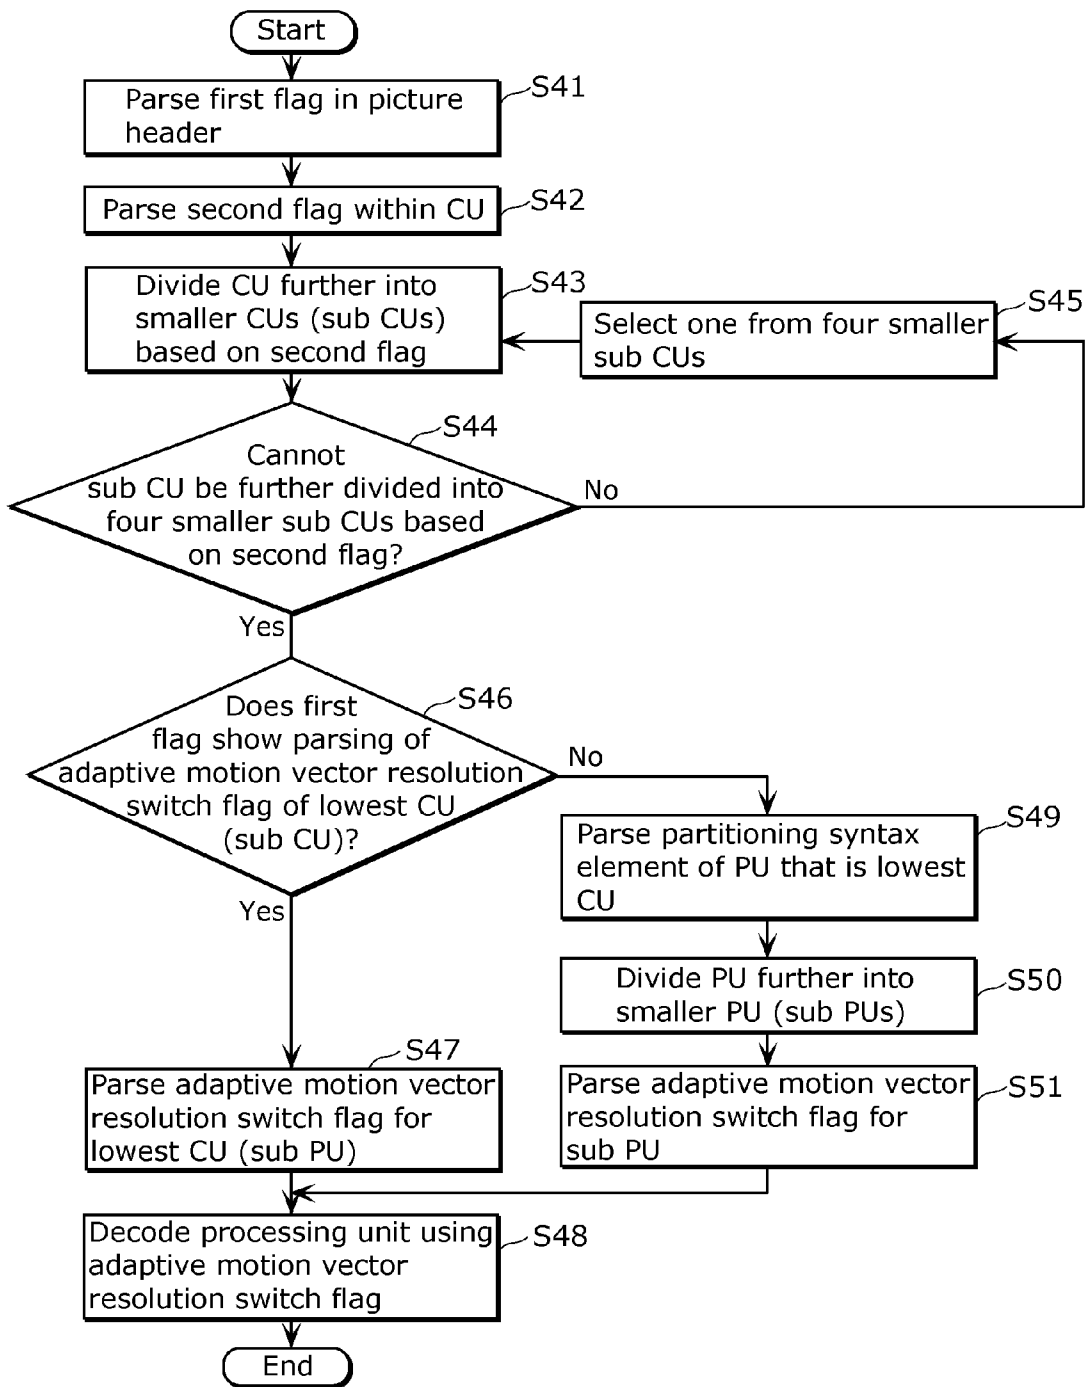 Start
Parse first flag in picture
header
S41
Parse second flag within CU
S42
Divide CU further into
smaller CUs (sub CUs)
based on second flag
S43
Select one from four smaller
sub CUs
S45
Cannot
sub CU be further divided into
four smaller sub CUs based
on second flag?
S44
No
Yes
Does first
flag show parsing of
adaptive motion vector resolution
switch flag of lowest CU
(sub CU)?
S46
No
Yes
Parse partitioning syntax
element of PU that is lowest
CU
S49
Divide PU further into
smaller PU (sub PUs)
S50
Parse adaptive motion vector
resolution switch flag for
lowest CU (sub PU)
S47
Parse adaptive motion vector
resolution switch flag for
sub PU
S51
Decode processing unit using
adaptive motion vector
resolution switch flag
S48
End